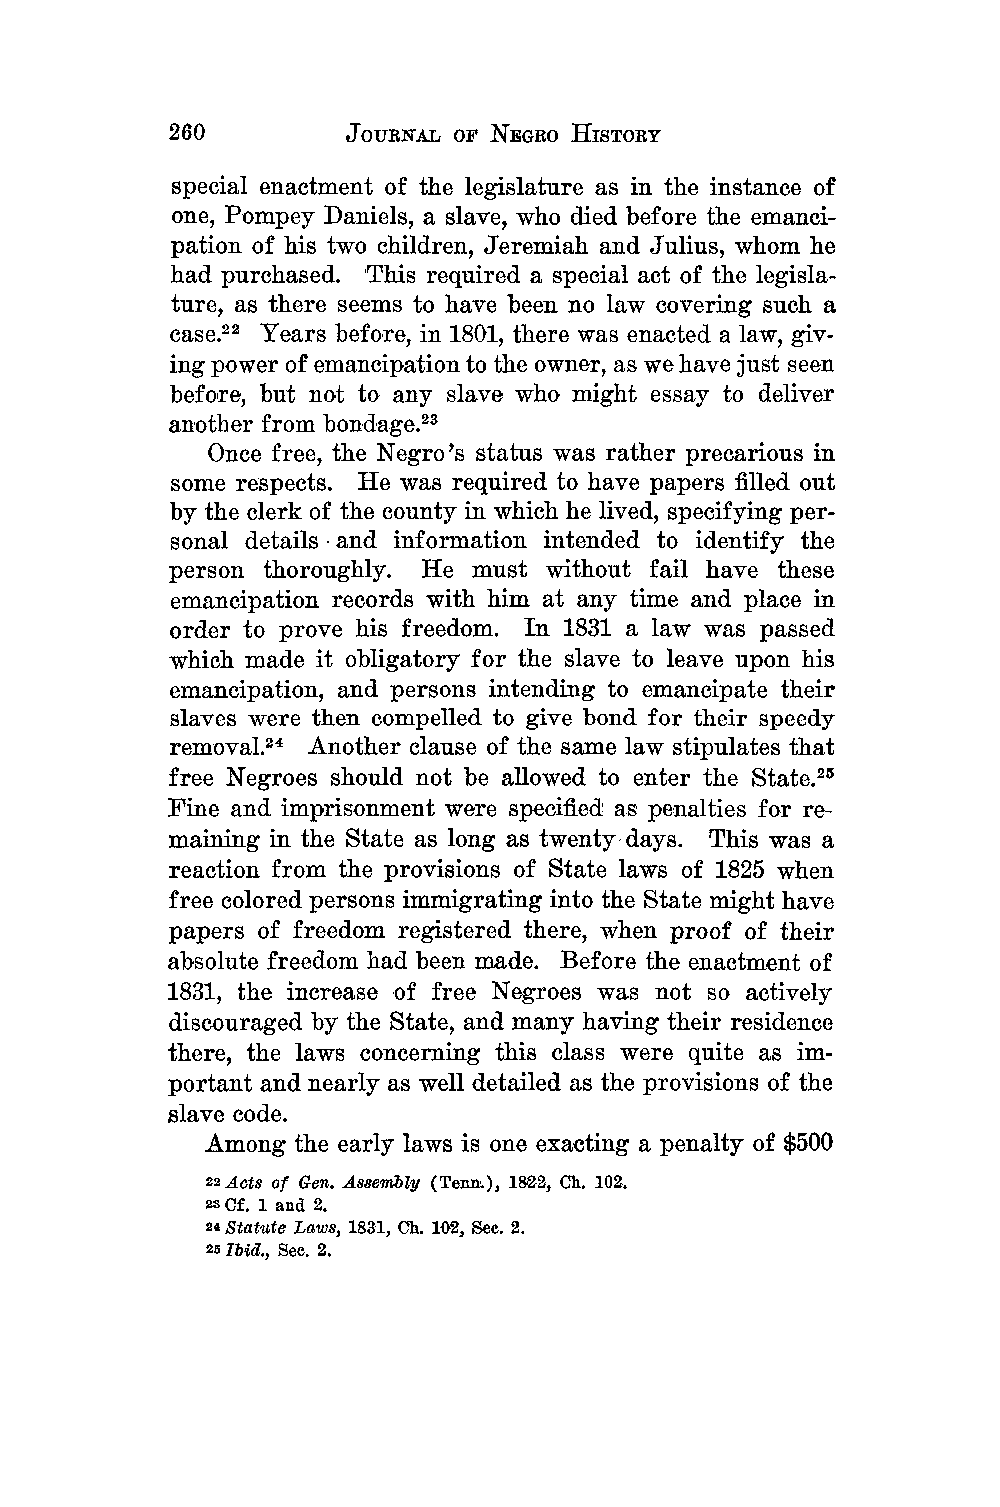 260 JOURNAL OF NEGRO HISTORY
special enactment of the legislature as in the instance of
one, Pompey Daniels, a slave, who died before the emanci-
pation of his two children, Jeremiah and Julius, whom he
had purchased. This required a special act of the legisla-
ture, as there seems to have been no law covering such a
case.²² Years before, in 1801, there was enacted a law, giv-
ing power of emancipation to the owner, as we have just seen
before, but not to any slave who might essay to deliver
another from bondage.²³
Once free, the Negro's status was rather precarious in
some respects. He was required to have papers filled out
by the clerk of the county in which he lived, specifying per-
sonal details and information intended to identify the
person thoroughly. He must without fail have these
emancipation records with him at any time and place in
order to prove his freedom. In 1831 a law was passed
which made it obligatory for the slave to leave upon his
emancipation, and persons intending to emancipate their
slaves were then compelled to give bond for their speedy
removal.²⁴ Another clause of the same law stipulates that
free Negroes should not be allowed to enter the State.²⁵
Fine and imprisonment were specified as penalties for re-
maining in the State as long as twenty days. This was a
reaction from the provisions of State laws of 1825 when
free colored persons immigrating into the State might have
papers of freedom registered there, when proof of their
absolute freedom had been made. Before the enactment of
1831, the increase of free Negroes was not so actively
discouraged by the State, and many having their residence
there, the laws concerning this class were quite as im-
portant and nearly as well detailed as the provisions of the
slave code.
Among the early laws is one exacting a penalty of $500
²² Acts of Gen. Assembly (Tenn.), 1822, Ch. 102.
²³ Cf. 1 and 2.
²⁴ Statute Laws, 1831, Ch. 102, Sec. 2.
²⁵ Ibid., Sec. 2.